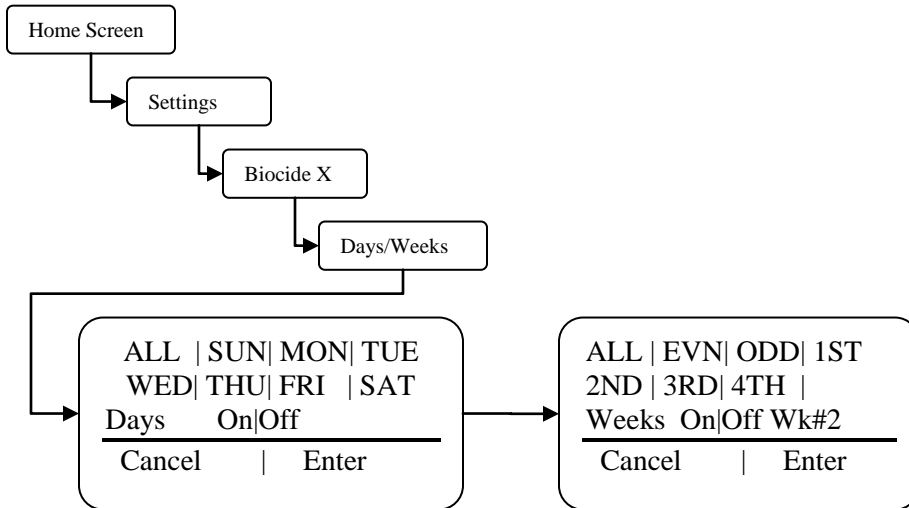 Home Screen
Settings
Biocide X
Days/Weeks
ALL | SUN| MON| TUE
WED| THU| FRI | SAT
Days On|Off
Cancel | Enter
ALL | EVN| ODD| 1ST
2ND | 3RD| 4TH |
Weeks On|Off Wk#2
Cancel | Enter